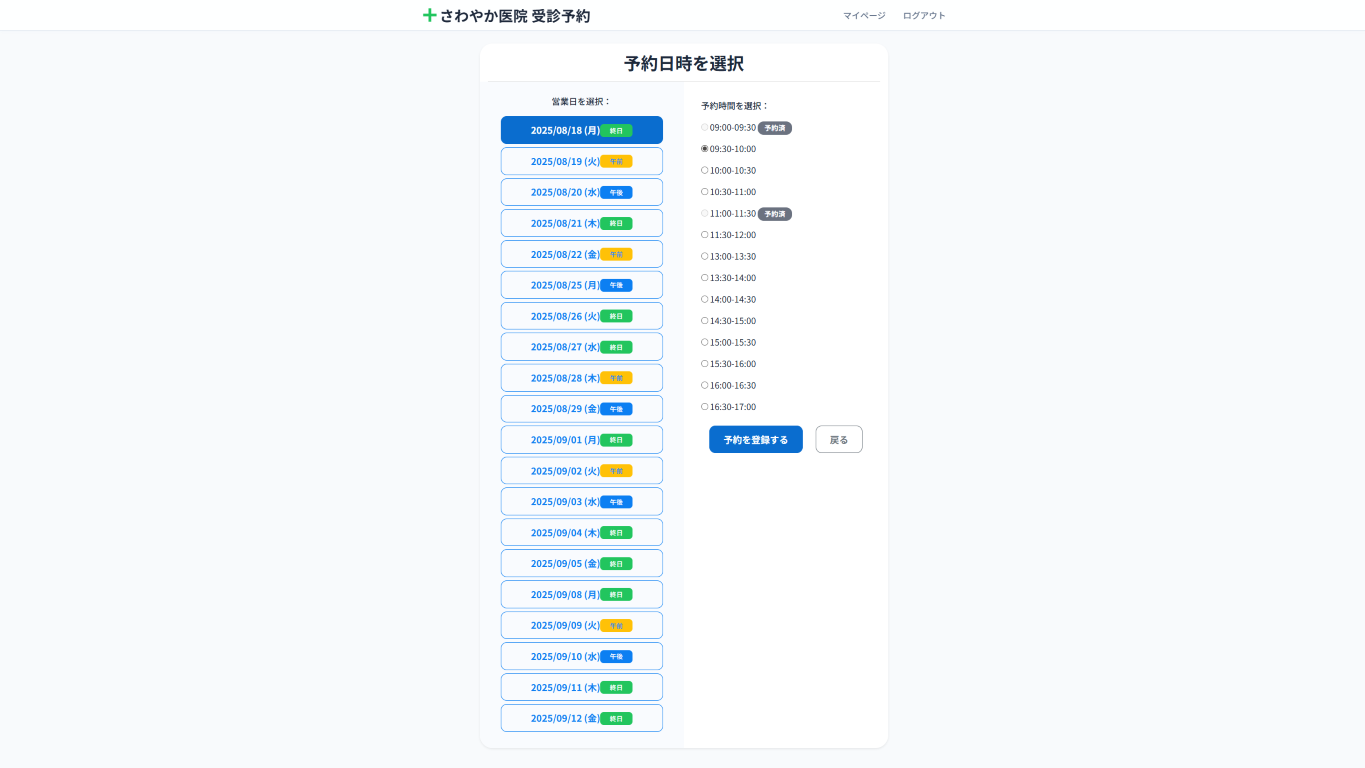 さわやか医院 受診予約
マイページ ログアウト
予約日時を選択
営業日を選択：
2025/08/18 (月) 終日
2025/08/19 (火) 午前
2025/08/20 (水) 午後
2025/08/21 (木) 終日
2025/08/22 (金) 午前
2025/08/25 (月) 午後
2025/08/26 (火) 終日
2025/08/27 (水) 終日
2025/08/28 (木) 午前
2025/08/29 (金) 午後
2025/09/01 (月) 終日
2025/09/02 (火) 午前
2025/09/03 (水) 午後
2025/09/04 (木) 終日
2025/09/05 (金) 終日
2025/09/08 (月) 終日
2025/09/09 (火) 午前
2025/09/10 (水) 午後
2025/09/11 (木) 終日
2025/09/12 (金) 終日
予約時間を選択：
09:00-09:30 予約済
09:30-10:00
10:00-10:30
10:30-11:00
11:00-11:30 予約済
11:30-12:00
13:00-13:30
13:30-14:00
14:00-14:30
14:30-15:00
15:00-15:30
15:30-16:00
16:00-16:30
16:30-17:00
予約を登録する 戻る